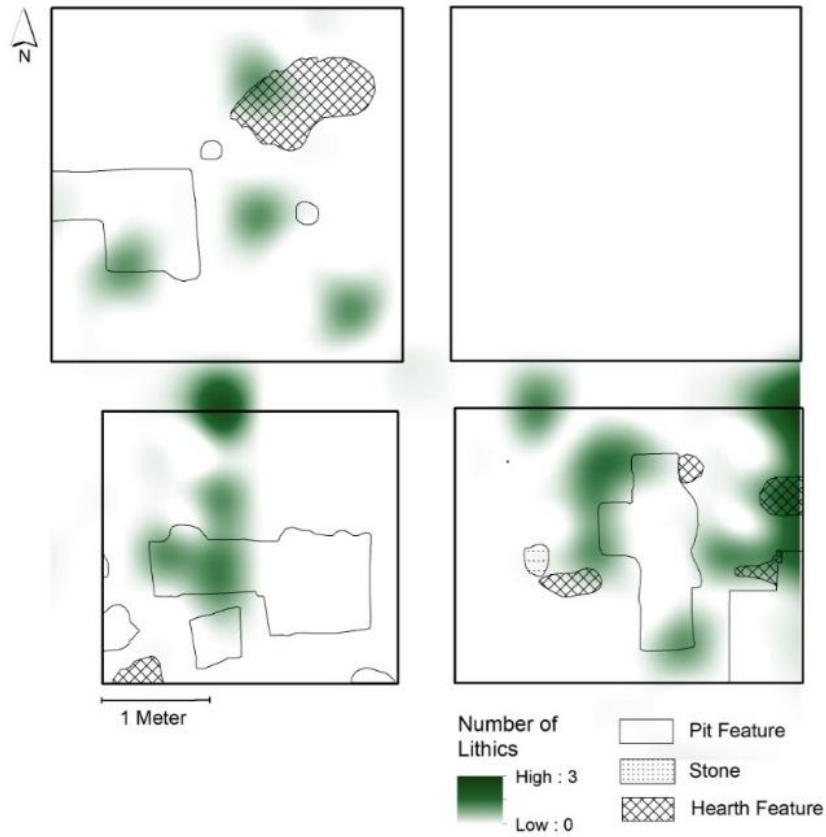 N
1 Meter
Number of
Lithics
High : 3
Low : 0
Pit Feature
Stone
Hearth Feature